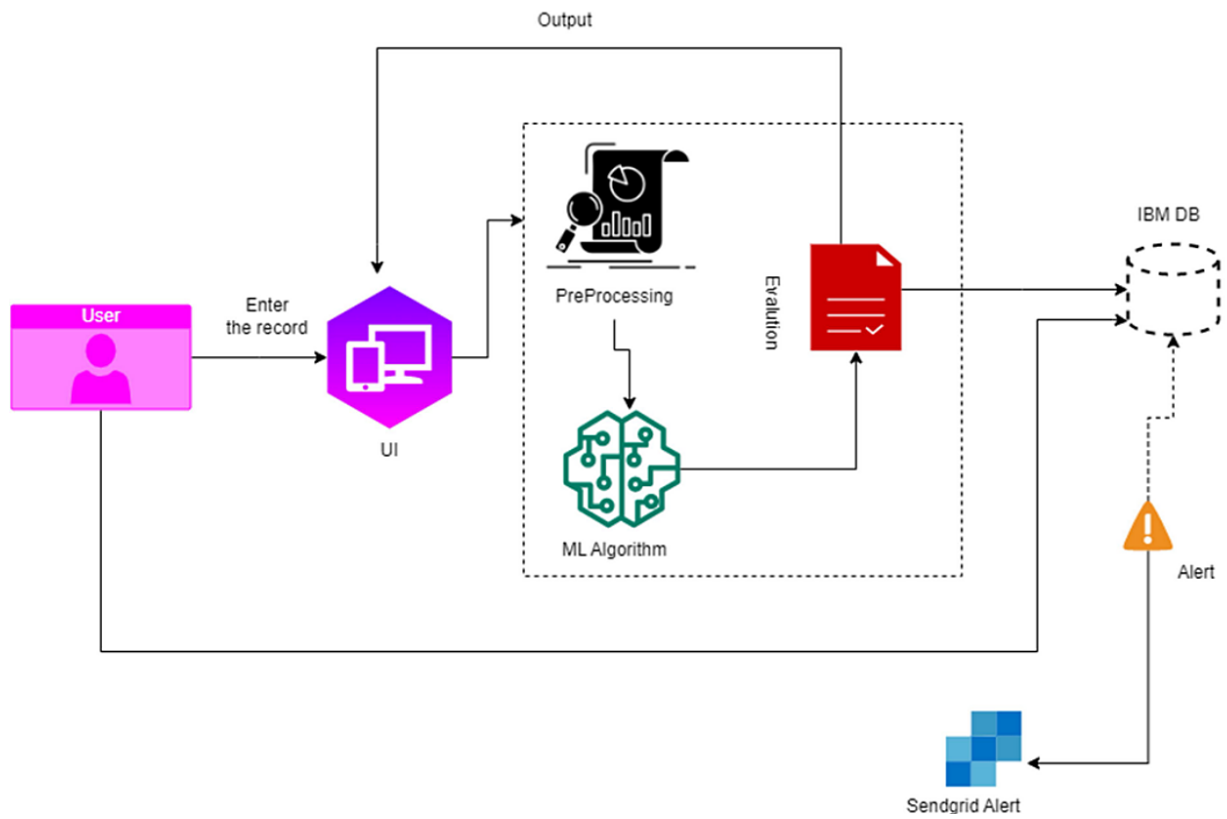 Output
IBM DB
PreProcessing
Evalution
User
Enter
the record
UI
ML Algorithm
Alert
Sendgrid Alert